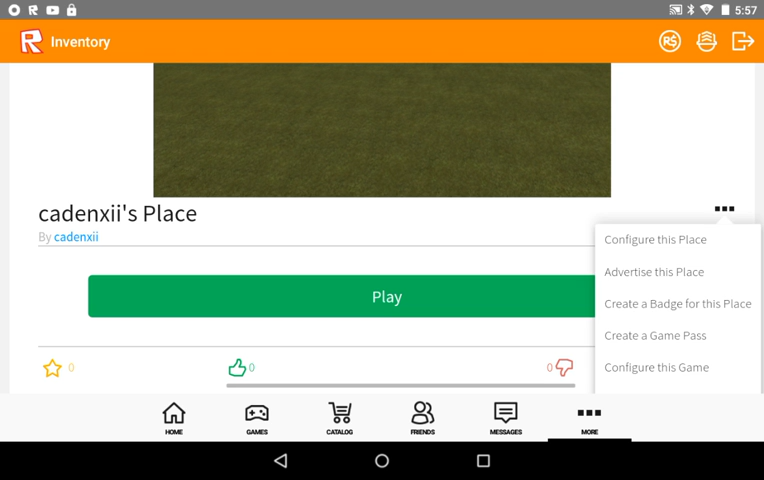 5:57
R Inventory R$
cadenxii's Place
By cadenxii
Configure this Place
Advertise this Place
Create a Badge for this Place
Create a Game Pass
Configure this Game
Play
0
0
0
HOME
GAMES
CATALOG
FRIENDS
MESSAGES
MORE